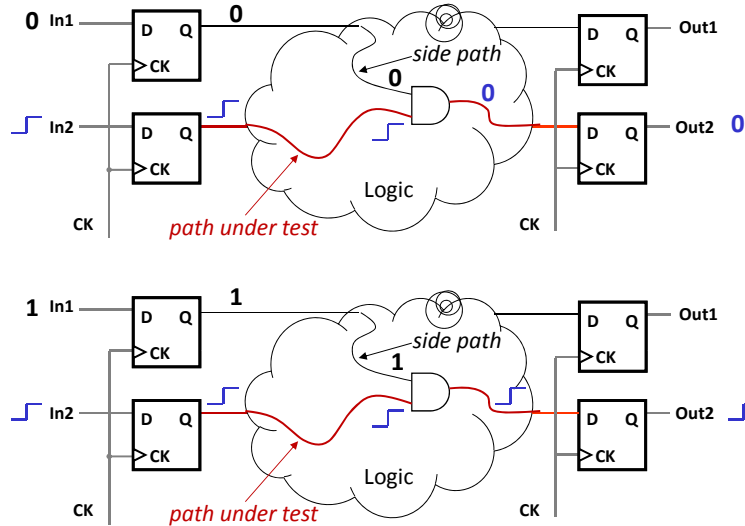 0 In1 D Q 0 D Q Out1
side path
CK 0 0 CK
In2 D Q D Q Out2 0
CK Logic CK
CK path under test CK
1 In1 D Q 1 D Q Out1
side path
CK 1 CK
In2 D Q D Q Out2
CK Logic CK
CK path under test CK